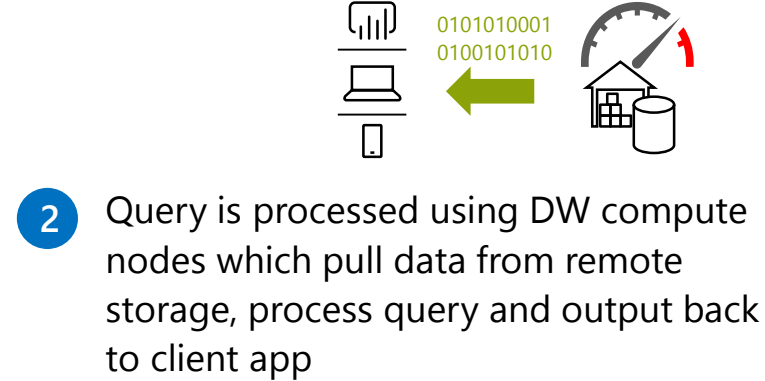 0101010001
0100101010
2
Query is processed using DW compute
nodes which pull data from remote
storage, process query and output back
to client app